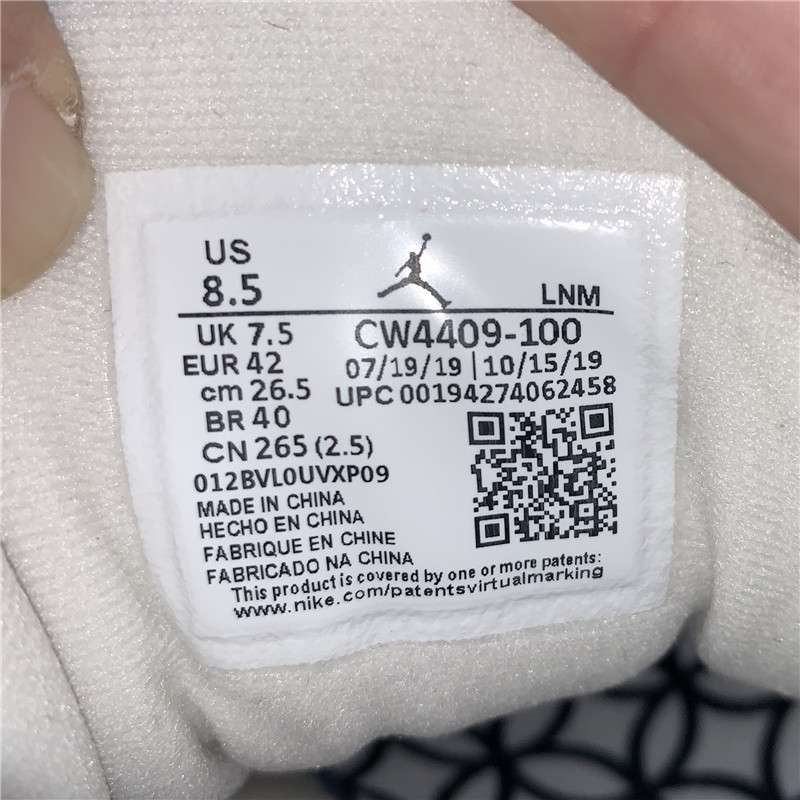 US
8.5
LNM
UK 7.5
CW4409-100
EUR 42
07/19/19 | 10/15/19
cm 26.5
UPC 00194274062458
BR 40
CN 265 (2.5)
012BVL0UVXP09
MADE IN CHINA
HECHO EN CHINA
FABRIQUE EN CHINE
FABRICADO NA CHINA
This product is covered by one or more patents:
www.nike.com/patentsvirtualmarking